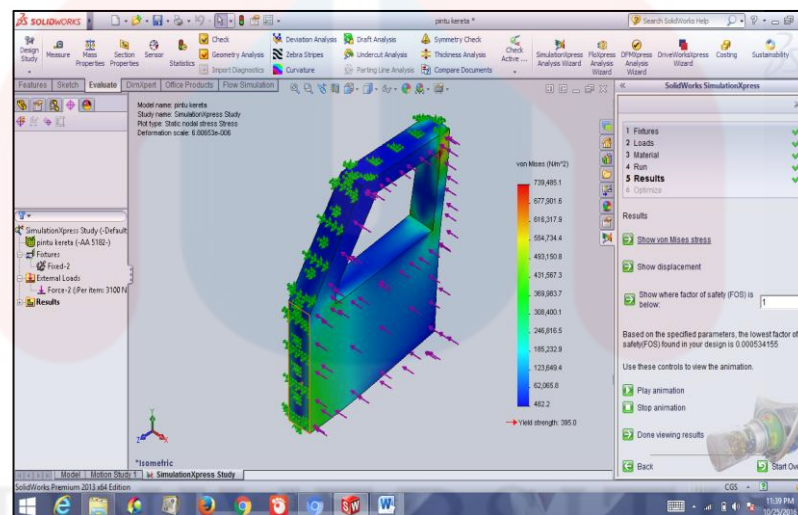 SOLIDWORKS
pintu kereta *
Search SolidWorks Help
Design Study
Measure
Mass Properties
Section Properties
Sensor
Statistics
Check
Geometry Analysis
Import Diagnostics
Deviation Analysis
Zebra Stripes
Curvature
Draft Analysis
Undercut Analysis
Parting Line Analysis
Symmetry Check
Thickness Analysis
Compare Documents
Check Active ...
SimulationXpress Analysis Wizard
FloXpress Analysis Wizard
DFMXpress Analysis Wizard
DriveWorksXpress Wizard
Costing
Sustainability
Features
Sketch
Evaluate
DimXpert
Office Products
Flow Simulation
SolidWorks SimulationXpress
Model name: pintu kereta
Study name: SimulationXpress Study
Plot type: Static nodal stress Stress
von Mises (N/m^2)
739,485.1
677,901.6
616,317.9
554,734.4
493,150.8
431,567.3
369,983.7
308,400.1
246,816.5
185,232.9
123,649.4
62,065.8
482.2
Yield strength: 395.0
SimulationXpress Study (-Default
pintu kereta (-AA 5182-)
Fixtures
Fixed-2
External Loads
Force-2 (:Per item: 3100 N
Results
*Isometric
1 Fixtures
2 Loads
3 Material
4 Run
5 Results
6 Optimize
Results
Show von Mises stress
Show displacement
Show where factor of safety (FOS) is
below:
1
Based on the specified parameters, the lowest factor of
safety(FOS) found in your design is 0.000534155
Use these controls to view the animation.
Play animation
Stop animation
Done viewing results
Back
Start Ove
Model
Motion Study 1
SimulationXpress Study
SolidWorks Premium 2013 x64 Edition
CGS
11:39 PM
10/25/2016